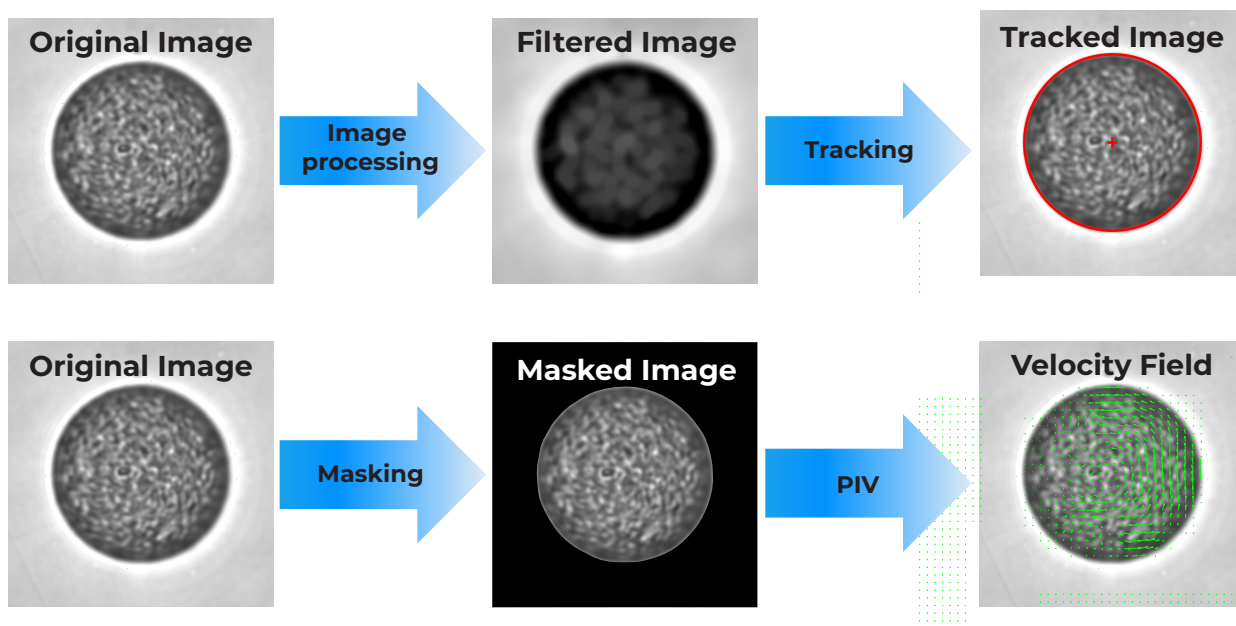 Original Image
Filtered Image
Tracked Image
Image
processing
Tracking
Original Image
Masked Image
Velocity Field
Masking
PIV